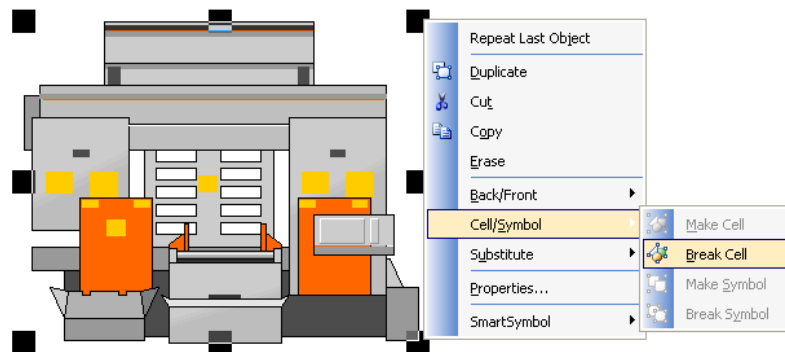 Repeat Last Object
Duplicate
Cut
Copy
Erase
Back/Front
Cell/Symbol
Substitute
Properties...
SmartSymbol
Make Cell
Break Cell
Make Symbol
Break Symbol